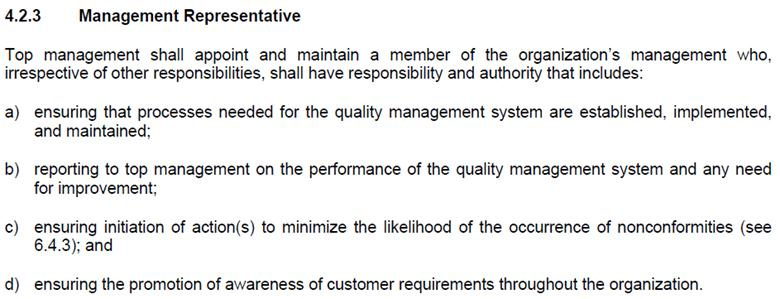 4.2.3 Management Representative
Top management shall appoint and maintain a member of the organization's management who,
irrespective of other responsibilities, shall have responsibility and authority that includes:
a) ensuring that processes needed for the quality management system are established, implemented,
and maintained;
b) reporting to top management on the performance of the quality management system and any need
for improvement;
c) ensuring initiation of action(s) to minimize the likelihood of the occurrence of nonconformities (see
6.4.3); and
d) ensuring the promotion of awareness of customer requirements throughout the organization.